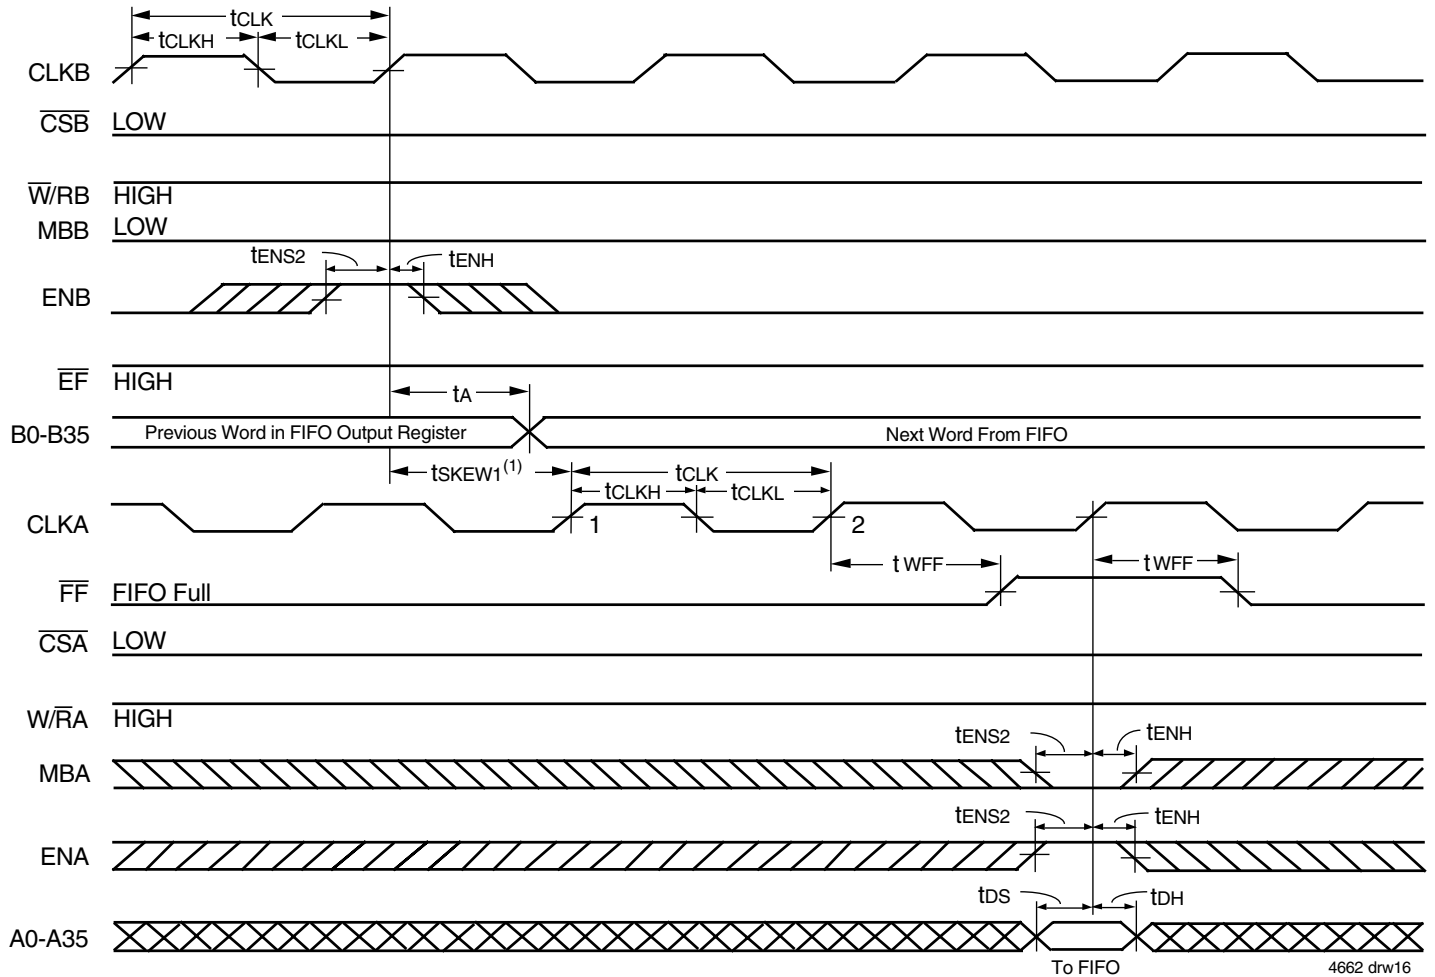 tCLK
tCLKH tCLKL
CLKB
CSB LOW
W/RB HIGH
MBB LOW
tENS2 tENH
ENB
EF HIGH
tA
B0-B35 Previous Word in FIFO Output Register Next Word From FIFO
tSKEW1(1) tCLK
tCLKH tCLKL
CLKA 1 2
t WFF t WFF
FF FIFO Full
CSA LOW
W/RA HIGH
tENS2 tENH
MBA
tENS2 tENH
ENA
tDS tDH
A0-A35
To FIFO 4662 drw16